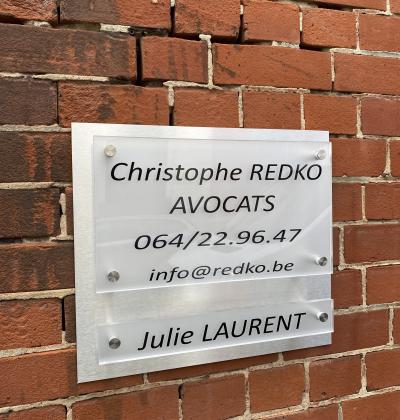 Christophe REDKO
AVOCATS
064/22.96.47
info@redko.be
Julie LAURENT